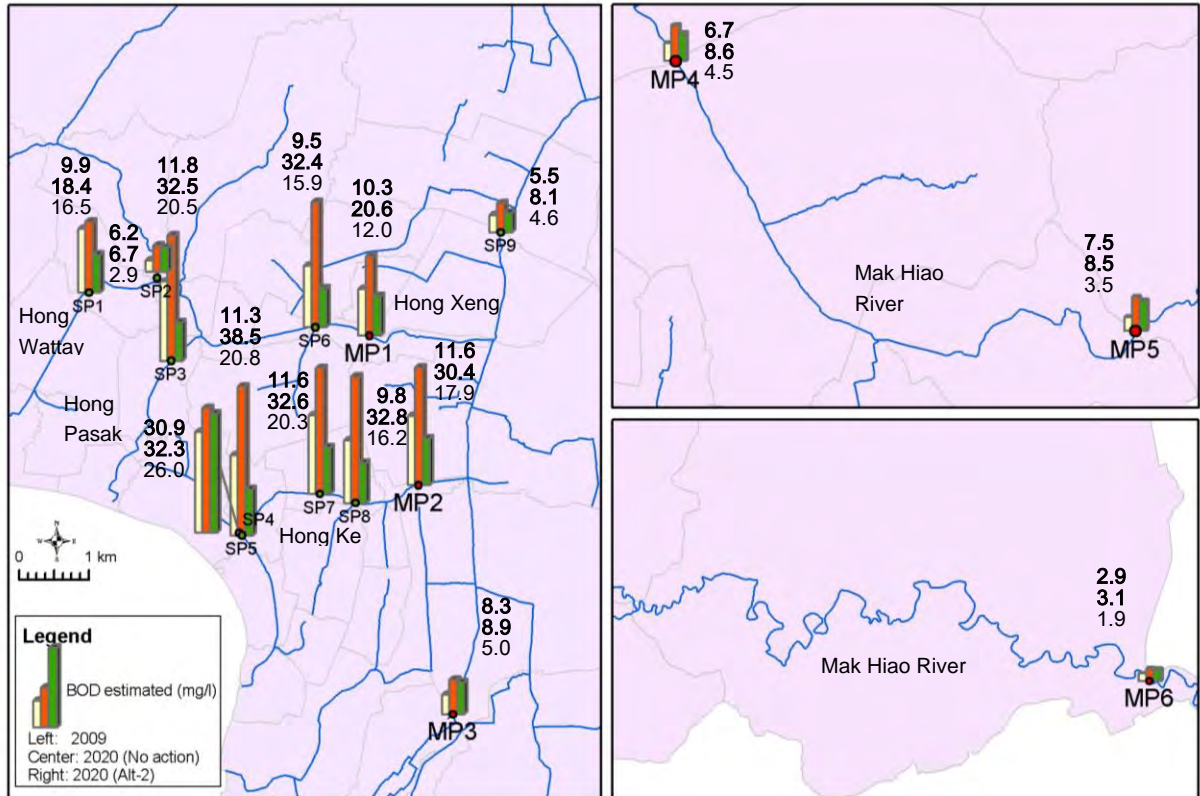 9.9
18.4
16.5
6.2
6.7
2.9
11.8
32.5
20.5
9.5
32.4
15.9
10.3
20.6
12.0
5.5
8.1
4.6
SP1
SP2
SP9
Hong
Wattay
SP3
11.3
38.5
20.8
SP6
MP1
Hong Xeng
Hong
Pasak
30.9
32.3
26.0
11.6
32.6
20.3
9.8
32.8
16.2
11.6
30.4
17.9
SP4
SP5
SP7
SP8
MP2
Hong Ke
N
W
E
S
0 1 km
8.3
8.9
5.0
MP3
Legend
BOD estimated (mg/l)
Left: 2009
Center: 2020 (No action)
Right: 2020 (Alt-2)
6.7
8.6
4.5
MP4
Mak Hiao
River
7.5
8.5
3.5
MP5
2.9
3.1
1.9
Mak Hiao River
MP6